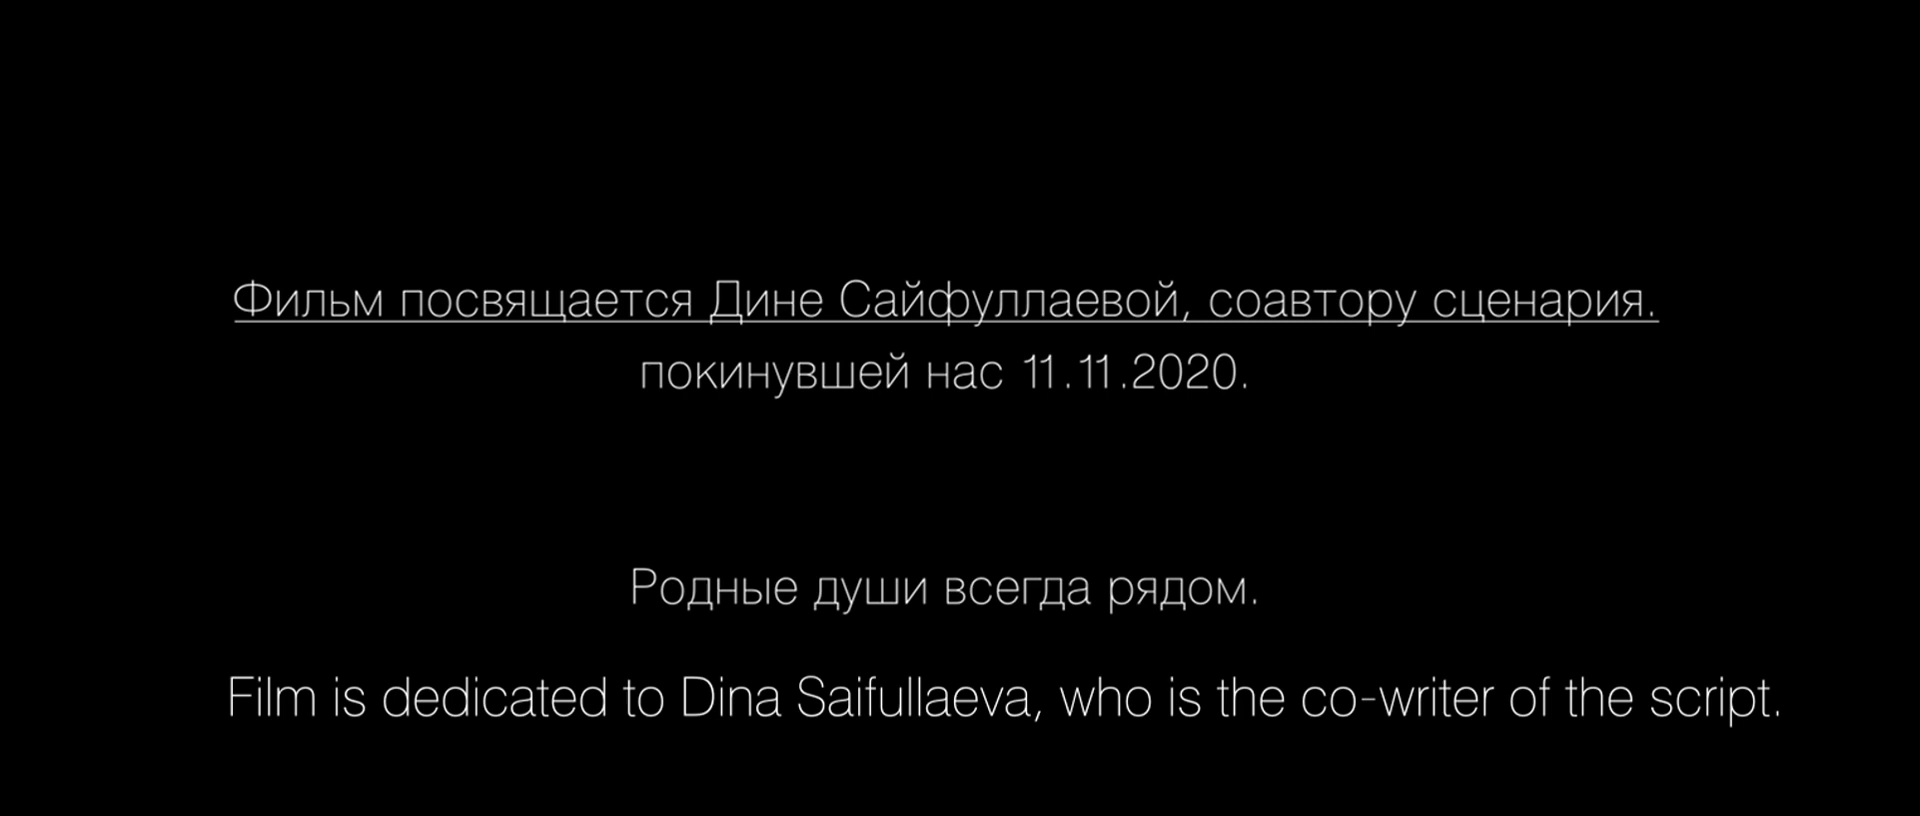 Фильм посвящается Дине Сайфуллаевой, соавтору сценария.
покинувшей нас 11.11.2020.
Родные души всегда рядом.
Film is dedicated to Dina Saifullaeva, who is the co-writer of the script.